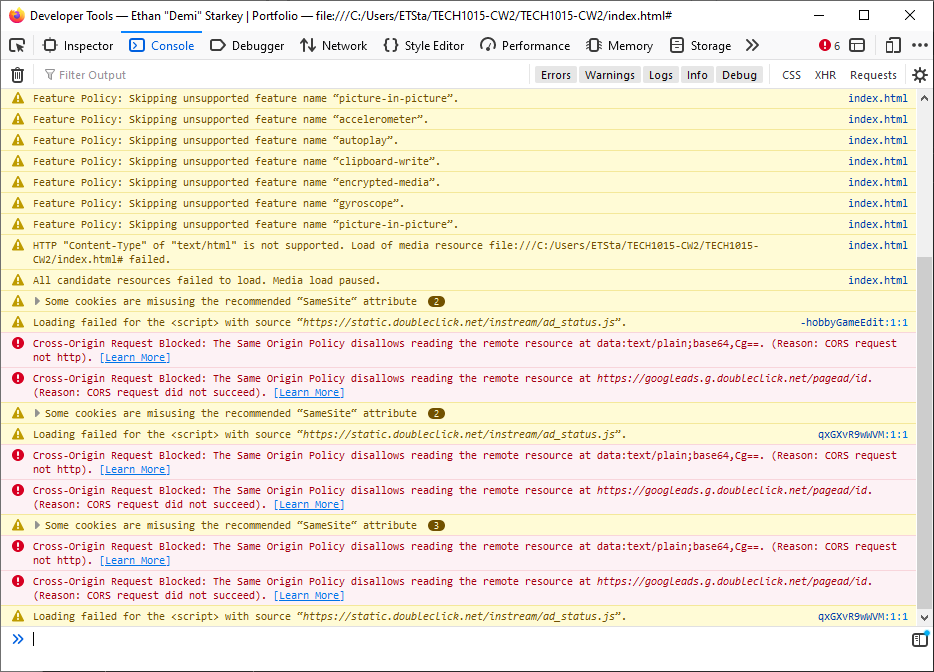 Developer Tools — Ethan "Demi" Starkey | Portfolio — file:///C:/Users/ETSta/TECH1015-CW2/TECH1015-CW2/index.html#
Inspector Console Debugger Network Style Editor Performance Memory Storage 6
Filter Output Errors Warnings Logs Info Debug CSS XHR Requests
Feature Policy: Skipping unsupported feature name “picture-in-picture”. index.html
Feature Policy: Skipping unsupported feature name “accelerometer”. index.html
Feature Policy: Skipping unsupported feature name “autoplay”. index.html
Feature Policy: Skipping unsupported feature name “clipboard-write”. index.html
Feature Policy: Skipping unsupported feature name “encrypted-media”. index.html
Feature Policy: Skipping unsupported feature name “gyroscope”. index.html
Feature Policy: Skipping unsupported feature name “picture-in-picture”. index.html
HTTP "Content-Type" of "text/html" is not supported. Load of media resource file:///C:/Users/ETSta/TECH1015-CW2/TECH1015- index.html
CW2/index.html# failed.
All candidate resources failed to load. Media load paused. index.html
Some cookies are misusing the recommended “SameSite“ attribute 2
Loading failed for the <script> with source “https://static.doubleclick.net/instream/ad_status.js”. -hobbyGameEdit:1:1
Cross-Origin Request Blocked: The Same Origin Policy disallows reading the remote resource at data:text/plain;base64,Cg==. (Reason: CORS request
not http). [Learn More]
Cross-Origin Request Blocked: The Same Origin Policy disallows reading the remote resource at https://googleads.g.doubleclick.net/pagead/id.
(Reason: CORS request did not succeed). [Learn More]
Some cookies are misusing the recommended “SameSite“ attribute 2
Loading failed for the <script> with source “https://static.doubleclick.net/instream/ad_status.js”. qxGXvR9wWVM:1:1
Cross-Origin Request Blocked: The Same Origin Policy disallows reading the remote resource at data:text/plain;base64,Cg==. (Reason: CORS request
not http). [Learn More]
Cross-Origin Request Blocked: The Same Origin Policy disallows reading the remote resource at https://googleads.g.doubleclick.net/pagead/id.
(Reason: CORS request did not succeed). [Learn More]
Some cookies are misusing the recommended “SameSite“ attribute 3
Cross-Origin Request Blocked: The Same Origin Policy disallows reading the remote resource at data:text/plain;base64,Cg==. (Reason: CORS request
not http). [Learn More]
Cross-Origin Request Blocked: The Same Origin Policy disallows reading the remote resource at https://googleads.g.doubleclick.net/pagead/id.
(Reason: CORS request did not succeed). [Learn More]
Loading failed for the <script> with source “https://static.doubleclick.net/instream/ad_status.js”. qxGXvR9wWVM:1:1